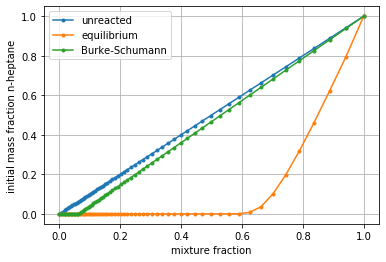 unreacted
equilibrium
Burke-Schumann
1.0
0.8
0.6
0.4
0.2
0.0
initial mass fraction n-heptane
0.0 0.2 0.4 0.6 0.8 1.0
mixture fraction